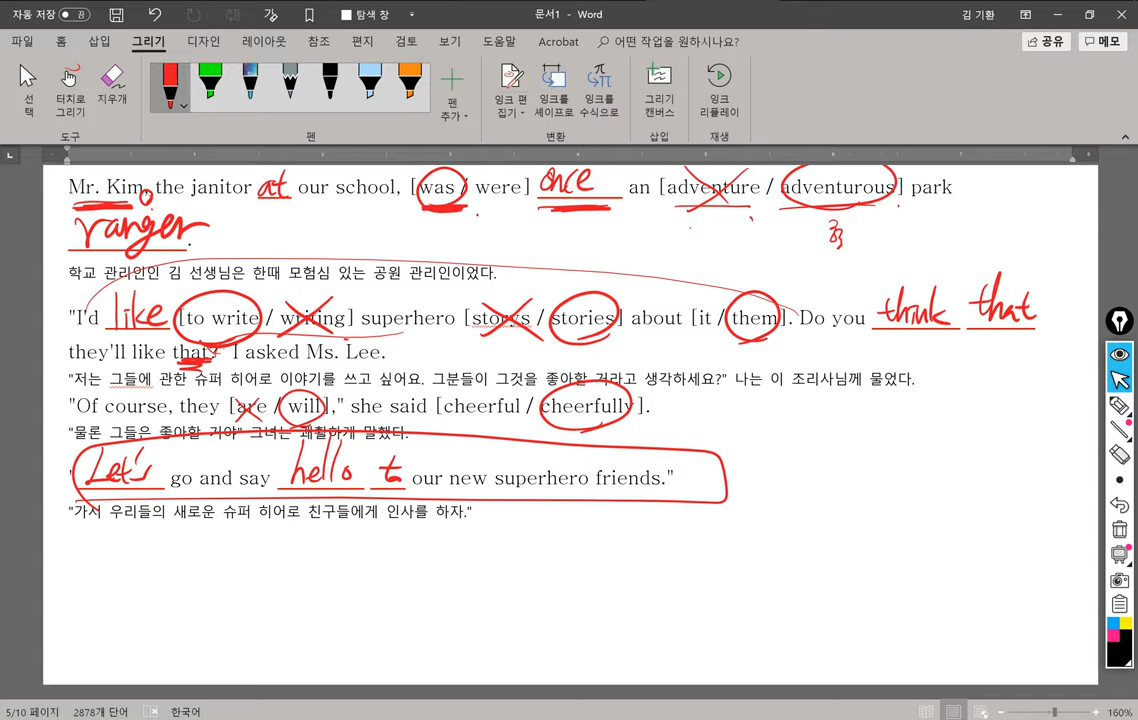 자동 저장 끔 탐색 창 문서1 - Word 김 기환
파일 홈 삽입 그리기 디자인 레이아웃 참조 편지 검토 보기 도움말 Acrobat 어떤 작업을 원하시나요? 공유 메모
선택 터치로 그리기 지우개 펜 추가 잉크 편집기 잉크를 셰이프로 잉크를 수식으로 그리기 캔버스 잉크 리플레이
도구 펜 변환 삽입 재생
Mr. Kim, the janitor at our school, [was / were] once an [adventure / adventurous] park
ranger.
학교 관리인인 김 선생님은 한때 모험심 있는 공원 관리인이었다.
"I'd like [to write / writing] superhero [stocks / stories] about [it / them]. Do you think that
they'll like that?" I asked Ms. Lee.
"저는 그들에 관한 슈퍼 히어로 이야기를 쓰고 싶어요. 그분들이 그것을 좋아할 거라고 생각하세요?" 나는 이 조리사님께 물었다.
"Of course, they [are / will]," she said [cheerful / cheerfully].
"물론 그들은 좋아할 거야" 그녀는 쾌활하게 말했다.
"Let's go and say hello to our new superhero friends."
"가서 우리들의 새로운 슈퍼 히어로 친구들에게 인사를 하자."
5/10 페이지 2878개 단어 한국어 160%